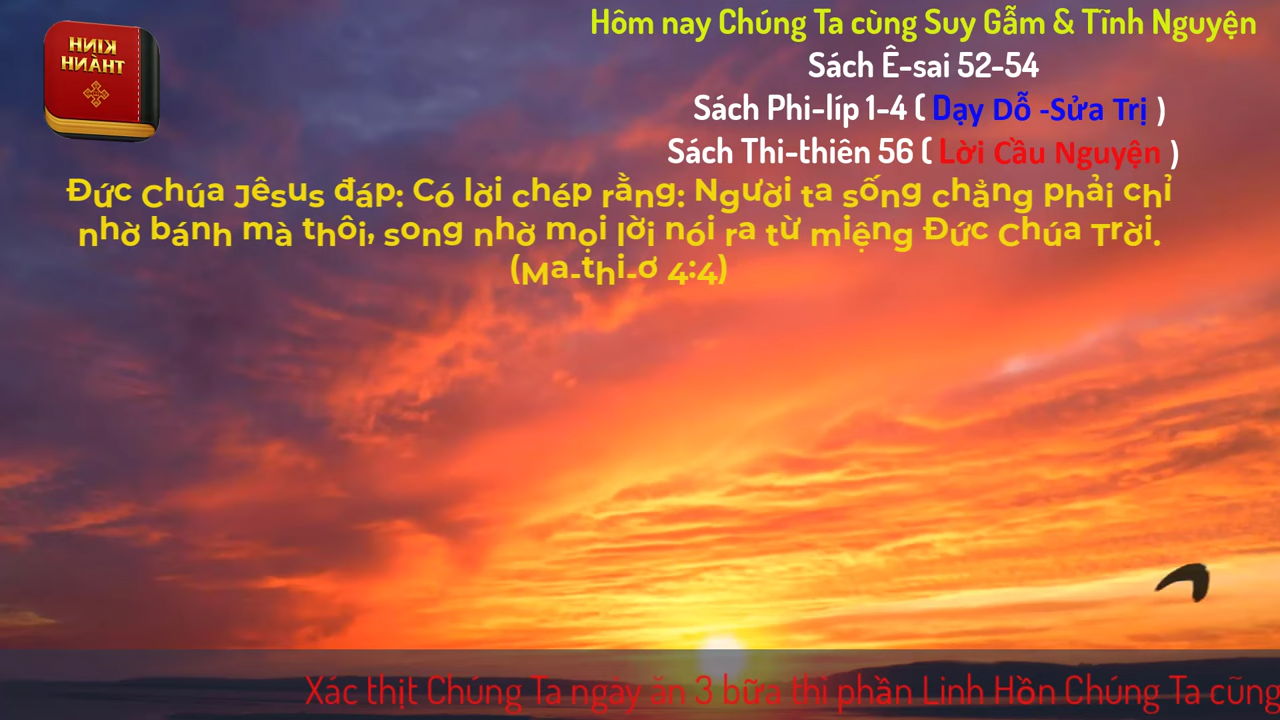 KINH
THÁNH
Hôm nay Chúng Ta cùng Suy Gẫm & Tĩnh Nguyện
Sách Ê-sai 52-54
Sách Phi-líp 1-4 ( Dạy Dỗ -Sửa Trị )
Sách Thi-thiên 56 ( Lời Cầu Nguyện )
Đức Chúa Jêsus đáp: Có lời chép rằng: Người ta sống chẳng phải chỉ
nhờ bánh mà thôi, song nhờ mọi lời nói ra từ miệng Đức Chúa Trời.
(Ma-thi-ơ 4:4)
Xác thịt Chúng Ta ngày ăn 3 bữa thì phần Linh Hồn Chúng Ta cũng